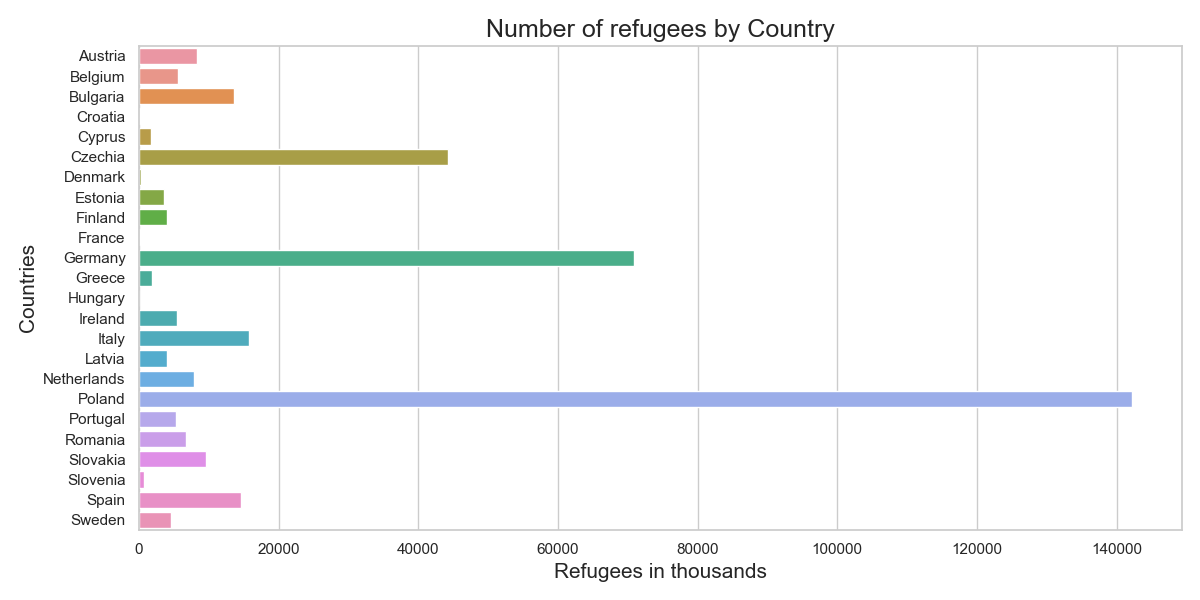 Number of refugees by Country
Countries
Austria
Belgium
Bulgaria
Croatia
Cyprus
Czechia
Denmark
Estonia
Finland
France
Germany
Greece
Hungary
Ireland
Italy
Latvia
Netherlands
Poland
Portugal
Romania
Slovakia
Slovenia
Spain
Sweden
0 20000 40000 60000 80000 100000 120000 140000
Refugees in thousands